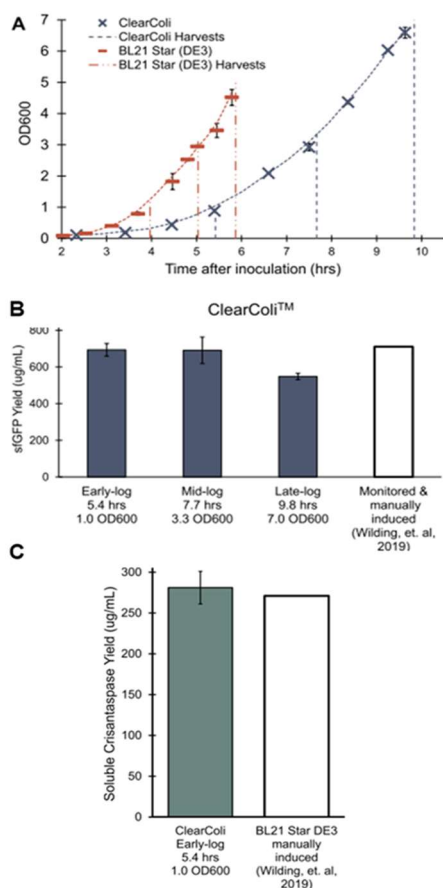 A
ClearColi
ClearColi Harvests
BL21 Star (DE3)
BL21 Star (DE3) Harvests
OD600
7
6
5
4
3
2
1
0
2 3 4 5 6 7 8 9 10
Time after inoculation (hrs)
B
ClearColi™
sfGFP Yield (ug/mL)
800
600
400
200
0
Early-log
5.4 hrs
1.0 OD600
Mid-log
7.7 hrs
3.3 OD600
Late-log
9.8 hrs
7.0 OD600
Monitored &
manually
induced
(Wilding, et. al,
2019)
C
Soluble Crisantaspase Yield (ug/mL)
300
250
200
150
100
50
0
ClearColi
Early-log
5.4 hrs
1.0 OD600
BL21 Star DE3
manually
induced
(Wilding, et. al,
2019)